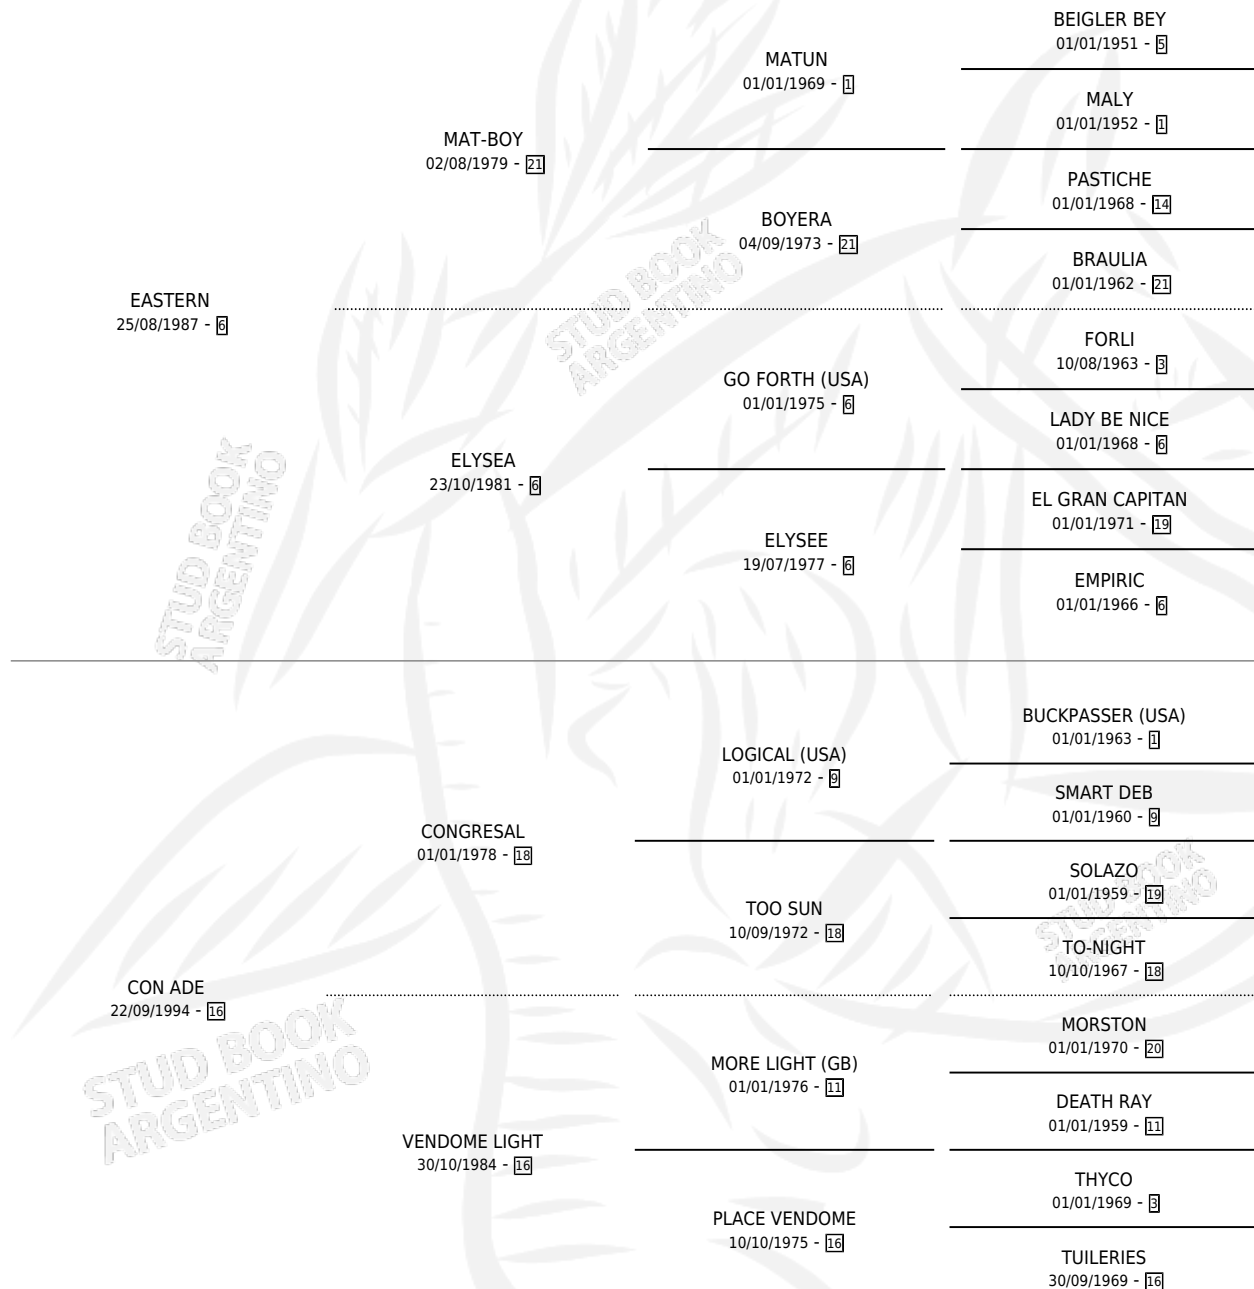 EASTERN
25/08/1987 - 6
MAT-BOY
02/08/1979 - 21
MATUN
01/01/1969 - 1
BEIGLER BEY
01/01/1951 - 5
MALY
01/01/1952 - 1
BOYERA
04/09/1973 - 21
PASTICHE
01/01/1968 - 14
BRAULIA
01/01/1962 - 21
ELYSEA
23/10/1981 - 6
GO FORTH (USA)
01/01/1975 - 6
FORLI
10/08/1963 - 3
LADY BE NICE
01/01/1968 - 6
ELYSEE
19/07/1977 - 6
EL GRAN CAPITAN
01/01/1971 - 19
EMPIRIC
01/01/1966 - 6
CON ADE
22/09/1994 - 16
CONGRESAL
01/01/1978 - 18
LOGICAL (USA)
01/01/1972 - 9
BUCKPASSER (USA)
01/01/1963 - 1
SMART DEB
01/01/1960 - 9
TOO SUN
10/09/1972 - 18
SOLAZO
01/01/1959 - 19
TO-NIGHT
10/10/1967 - 18
VENDOME LIGHT
30/10/1984 - 16
MORE LIGHT (GB)
01/01/1976 - 11
MORSTON
01/01/1970 - 20
DEATH RAY
01/01/1959 - 11
PLACE VENDOME
10/10/1975 - 16
THYCO
01/01/1969 - 3
TUILERIES
30/09/1969 - 16
STUD BOOK
ARGENTINO
STUD BOOK
ARGENTINO
STUD BOOK
ARGENTINO
STUD BOOK
ARGENTINO